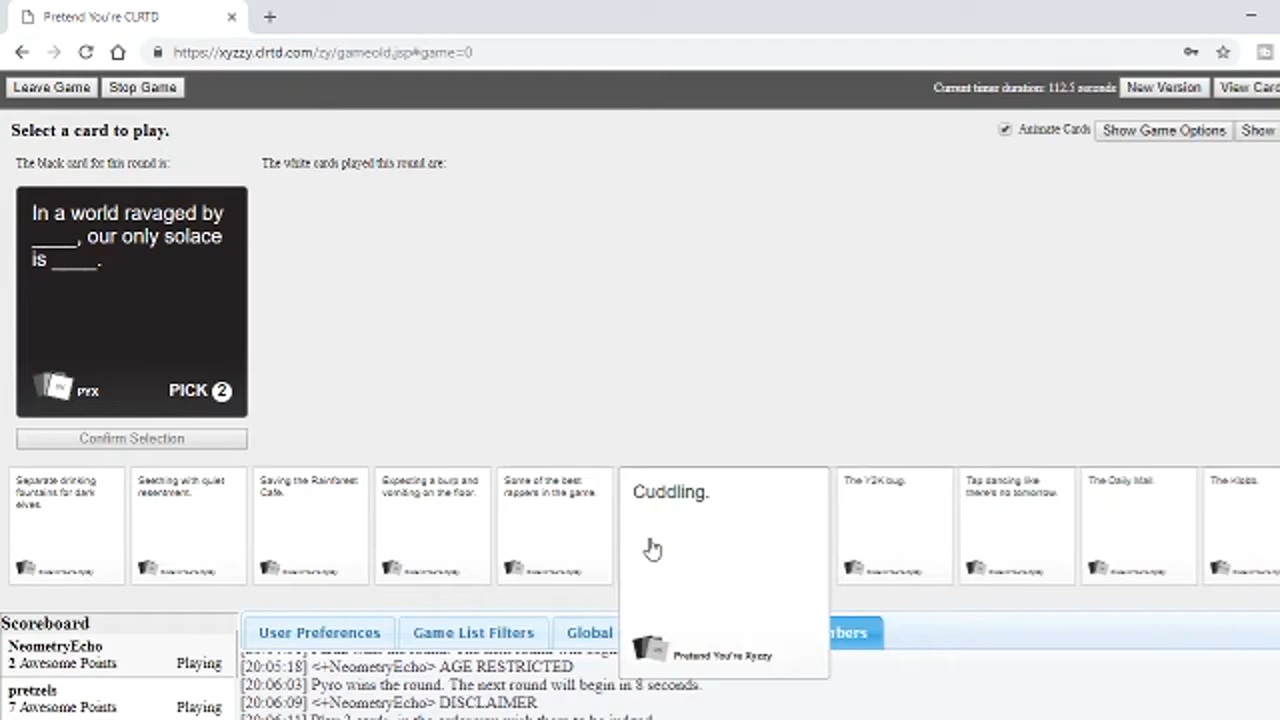 Pretend You're CLRTD
https://xyzzy.clrtd.com/zy/gameold.jsp#game=0
Leave Game Stop Game
Current timer duration: 112.5 seconds New Version View Card
Select a card to play.
Animate Cards Show Game Options Show
The black card for this round is:
The white cards played this round are:
In a world ravaged by
____, our only solace
is ____.
PYX PICK 2
Confirm Selection
Separate drinking
fountains for dark
elves.
Seething with quiet
resentment.
Saving the Rainforest
Cafe.
Expecting a burp and
vomiting on the floor.
Some of the best
rappers in the game.
Cuddling.
Pretend You're Xyzzy
The Y2K bug.
Tap dancing like
there's no tomorrow.
The Daily Mail.
Scoreboard
NeometryEcho
2 Awesome Points Playing
pretzels
7 Awesome Points Playing
User Preferences Game List Filters Global
[20:05:18] <+NeometryEcho> AGE RESTRICTED
[20:06:03] Pyro wins the round. The next round will begin in 8 seconds.
[20:06:09] <+NeometryEcho> DISCLAIMER